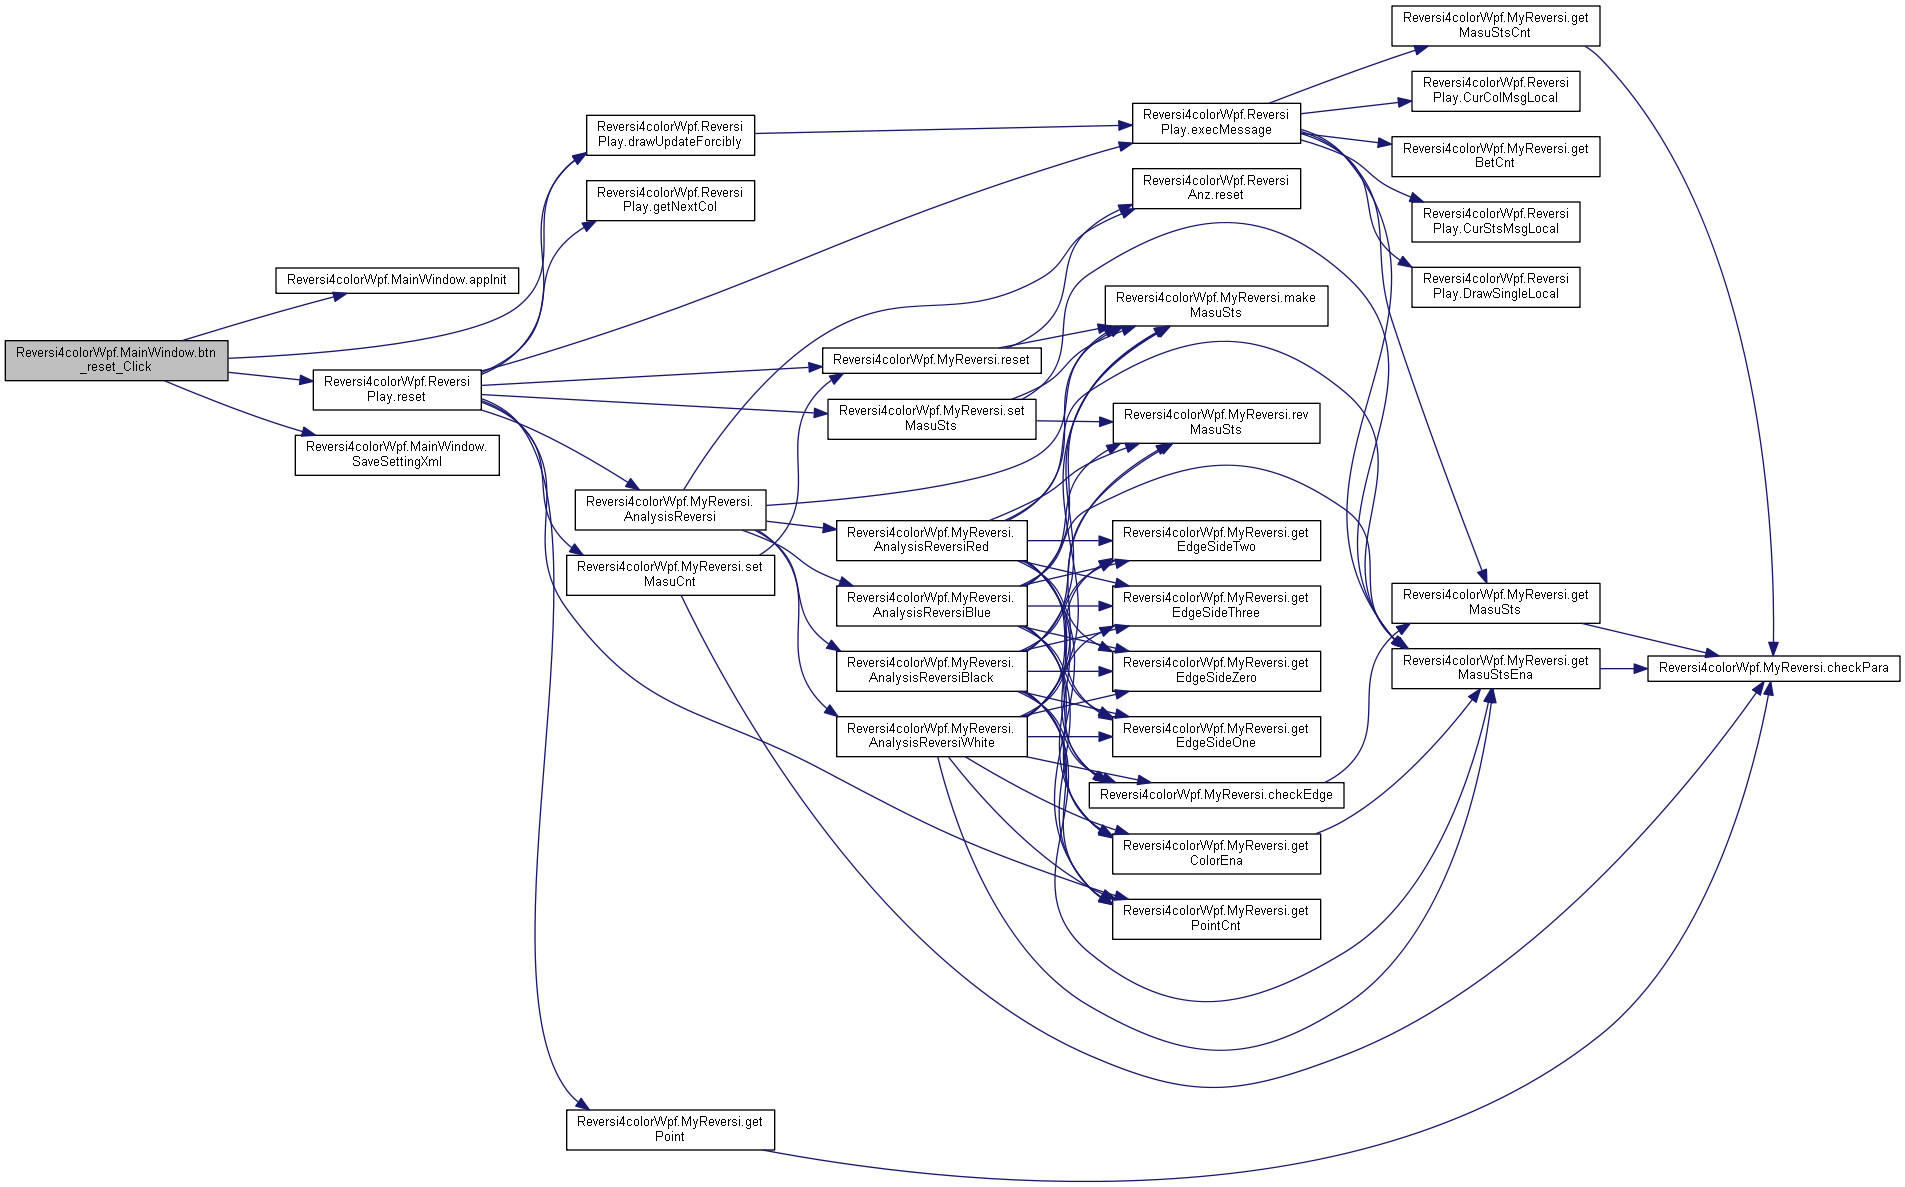 Reversi4colorWpf.MainWindow.btn
_reset_Click
Reversi4colorWpf.MainWindow.appInit
Reversi4colorWpf.Reversi
Play.reset
Reversi4colorWpf.MainWindow.
SaveSettingXml
Reversi4colorWpf.Reversi
Play.drawUpdateForcibly
Reversi4colorWpf.Reversi
Play.getNextCol
Reversi4colorWpf.MyReversi.
AnalysisReversi
Reversi4colorWpf.MyReversi.set
MasuCnt
Reversi4colorWpf.MyReversi.get
Point
Reversi4colorWpf.MyReversi.reset
Reversi4colorWpf.MyReversi.set
MasuSts
Reversi4colorWpf.MyReversi.
AnalysisReversiRed
Reversi4colorWpf.MyReversi.
AnalysisReversiBlue
Reversi4colorWpf.MyReversi.
AnalysisReversiBlack
Reversi4colorWpf.MyReversi.
AnalysisReversiWhite
Reversi4colorWpf.Reversi
Play.execMessage
Reversi4colorWpf.Reversi
Anz.reset
Reversi4colorWpf.MyReversi.make
MasuSts
Reversi4colorWpf.MyReversi.rev
MasuSts
Reversi4colorWpf.MyReversi.get
EdgeSideTwo
Reversi4colorWpf.MyReversi.get
EdgeSideThree
Reversi4colorWpf.MyReversi.get
EdgeSideZero
Reversi4colorWpf.MyReversi.get
EdgeSideOne
Reversi4colorWpf.MyReversi.checkEdge
Reversi4colorWpf.MyReversi.get
ColorEna
Reversi4colorWpf.MyReversi.get
PointCnt
Reversi4colorWpf.MyReversi.get
MasuStsCnt
Reversi4colorWpf.Reversi
Play.CurColMsgLocal
Reversi4colorWpf.MyReversi.get
BetCnt
Reversi4colorWpf.Reversi
Play.CurStsMsgLocal
Reversi4colorWpf.Reversi
Play.DrawSingleLocal
Reversi4colorWpf.MyReversi.get
MasuSts
Reversi4colorWpf.MyReversi.get
MasuStsEna
Reversi4colorWpf.MyReversi.checkPara